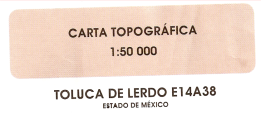 CARTA TOPOGRÁFICA
1:50 000
TOLUCA DE LERDO E14A38
ESTADO DE MÉXICO